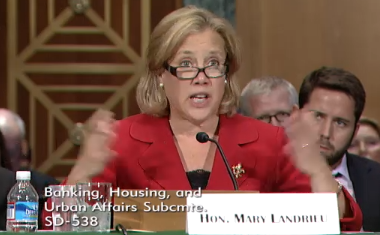 Banking, Housing, and
Urban Affairs Subcmte.
SD-538
HON. MARY LANDRIEU